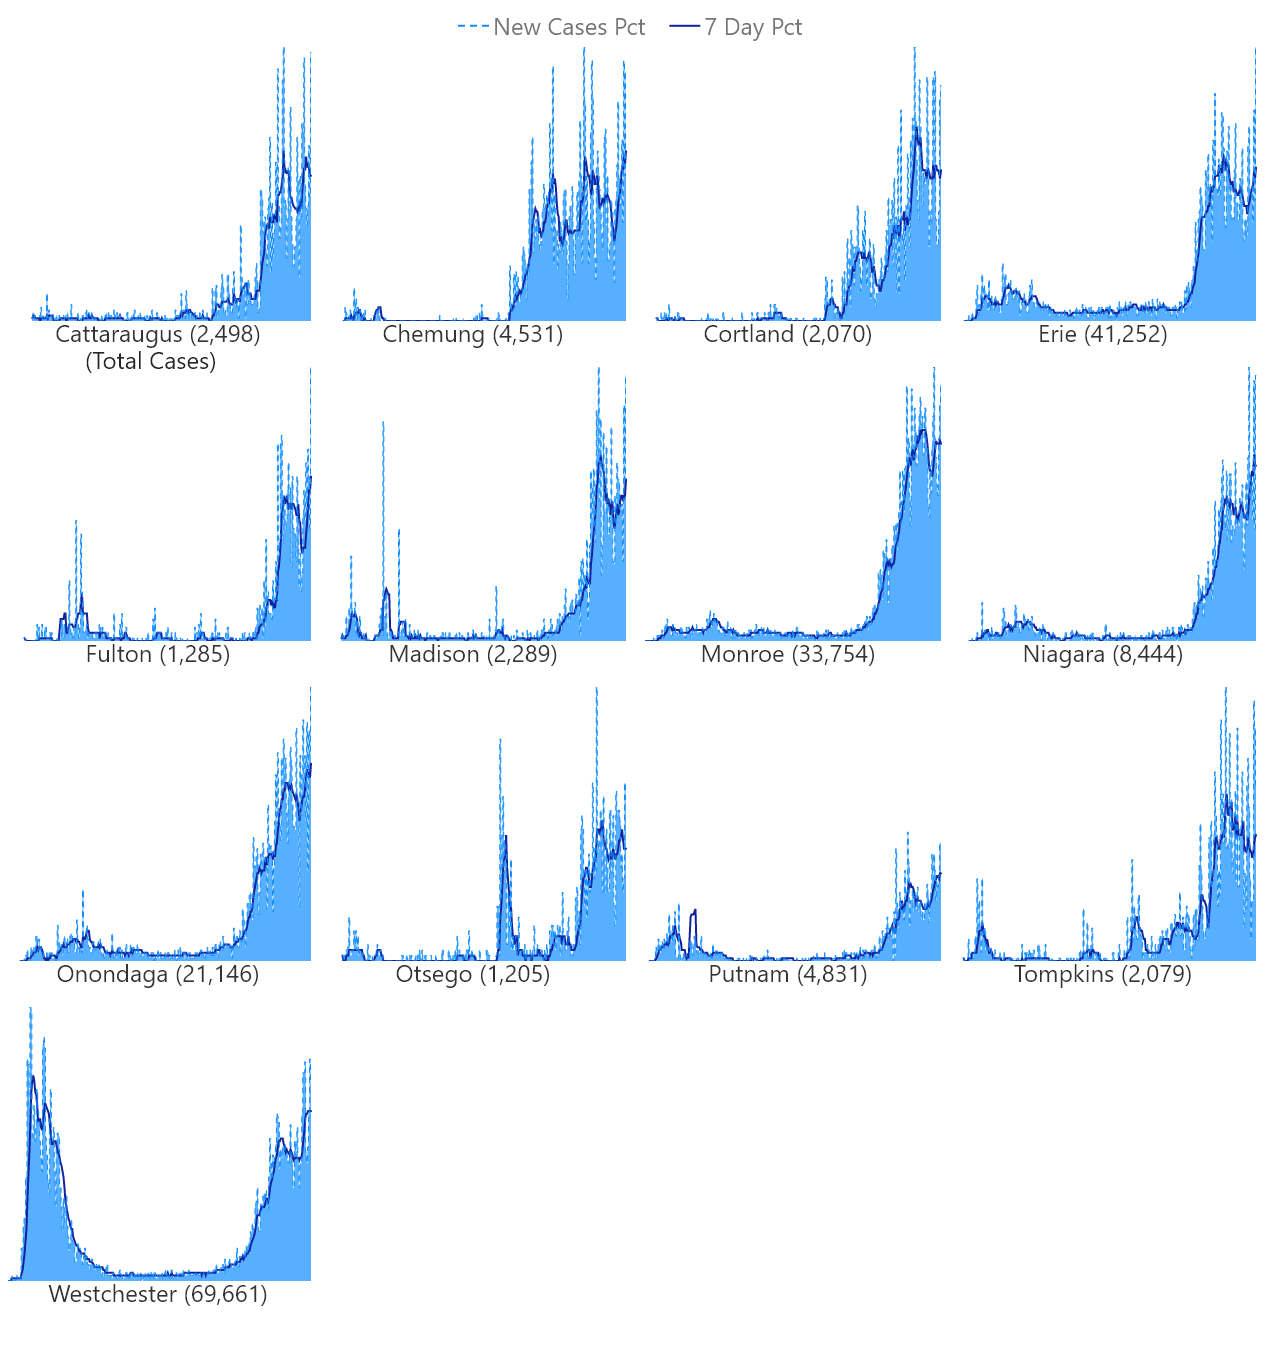 New Cases Pct 7 Day Pct
Cattaraugus (2,498) Chemung (4,531) Cortland (2,070) Erie (41,252)
(Total Cases)
Fulton (1,285) Madison (2,289) Monroe (33,754) Niagara (8,444)
Onondaga (21,146) Otsego (1,205) Putnam (4,831) Tompkins (2,079)
Westchester (69,661)